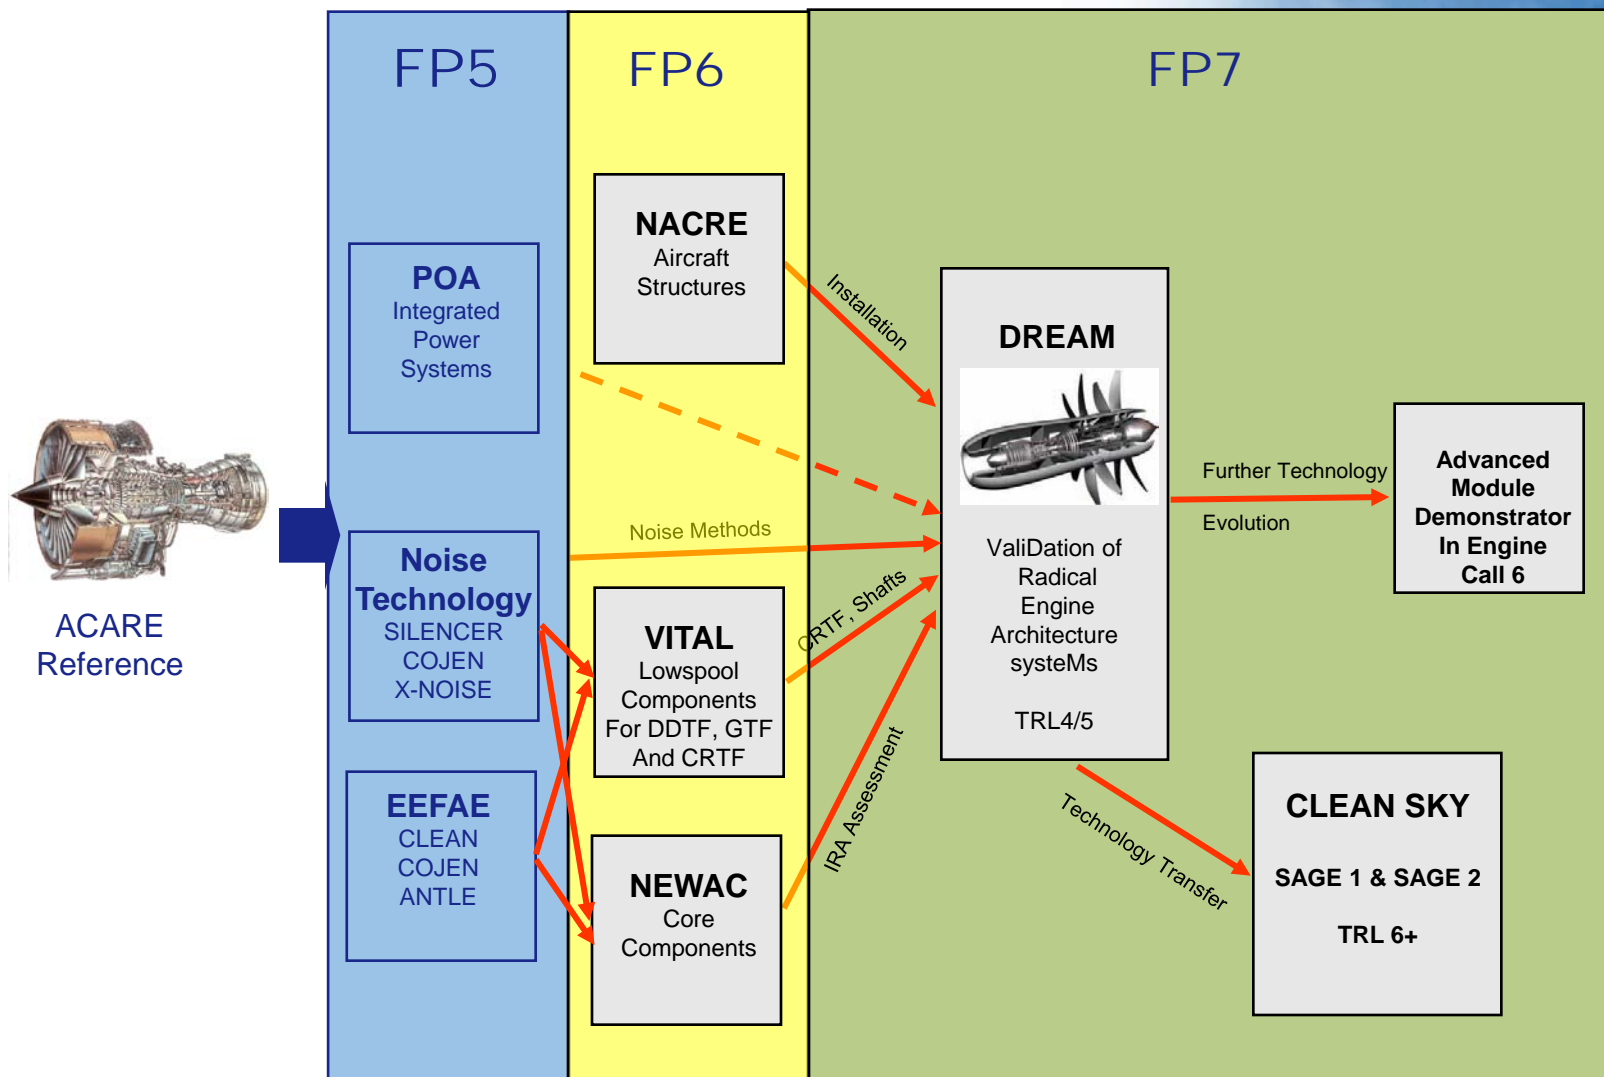 FP5
FP6
FP7
ACARE
Reference
POA
Integrated
Power
Systems
Noise
Technology
SILENCER
COJEN
X-NOISE
EEFAE
CLEAN
COJEN
ANTLE
NACRE
Aircraft
Structures
VITAL
Lowspool
Components
For DDTF, GTF
And CRTF
NEWAC
Core
Components
Installation
Noise Methods
CRTF, Shafts
IRA Assessment
DREAM
ValiDation of
Radical
Engine
Architecture
systeMs
TRL4/5
Further Technology
Evolution
Technology Transfer
Advanced
Module
Demonstrator
In Engine
Call 6
CLEAN SKY
SAGE 1 & SAGE 2
TRL 6+